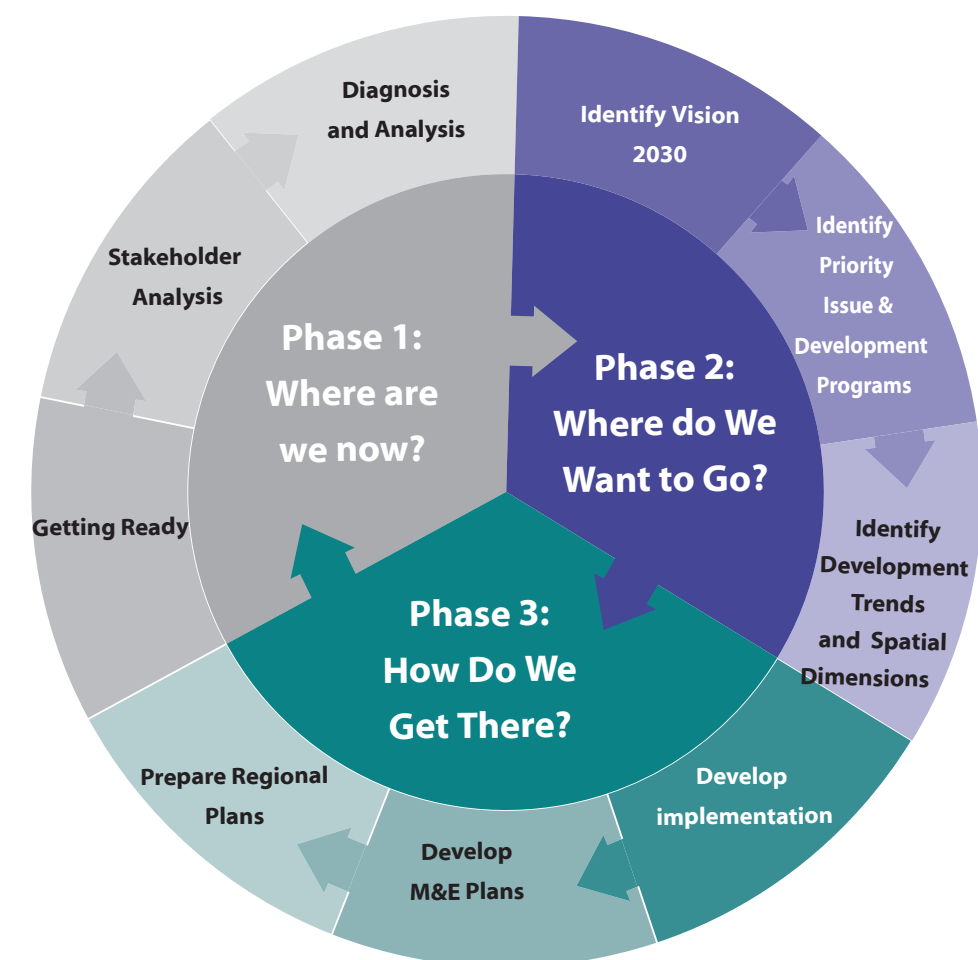 Diagnosis
and Analysis
Identify Vision
2030
Identify
Priority
Issue &
Development
Programs
Stakeholder
Analysis
Phase 1:
Where are
we now?
Phase 2:
Where do We
Want to Go?
Getting Ready
Identify
Development
Trends
and Spatial
Dimensions
Phase 3:
How Do We
Get There?
Prepare Regional
Plans
Develop
M&E Plans
Develop
implementation